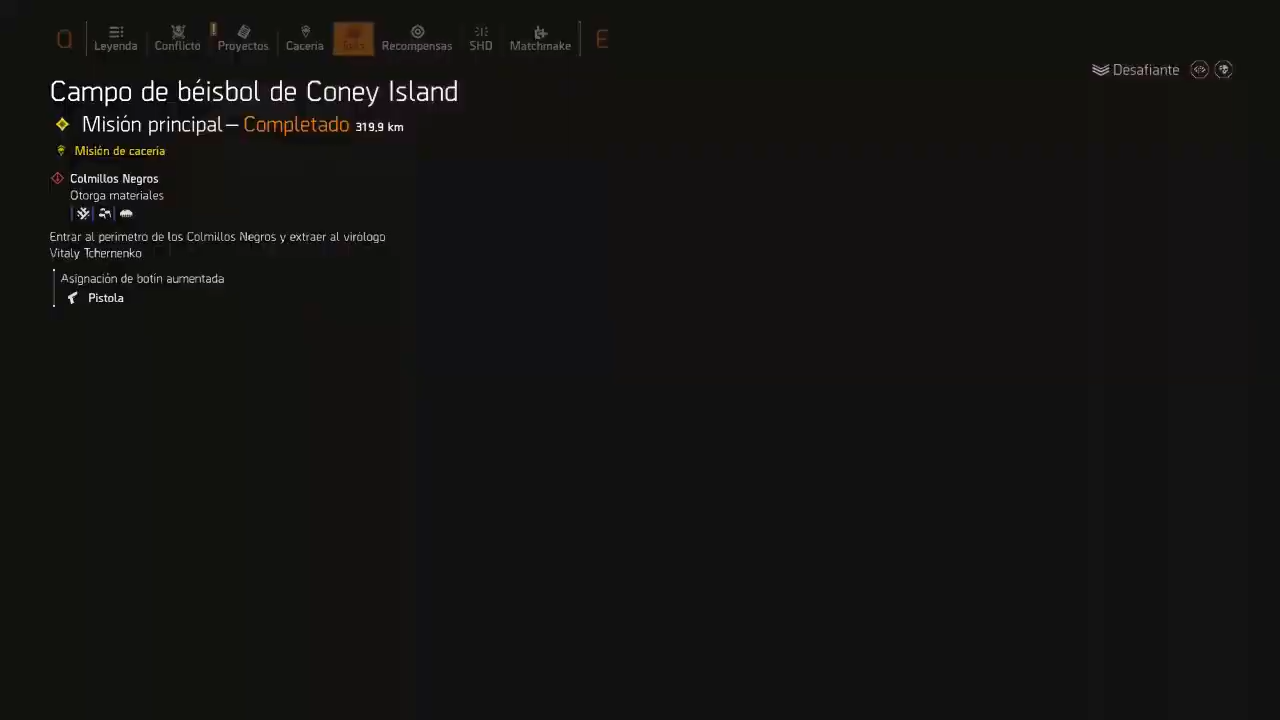 Q
Leyenda
Conflicto
Proyectos
Caceria
Recompensas
SHD
Matchmake
E
Desafiante
Campo de béisbol de Coney Island
Misión principal — Completado 319,9 km
Misión de caceria
Colmillos Negros
Otorga materiales
Entrar al perímetro de los Colmillos Negros y extraer al virólogo
Vitaly Tchernenko
Asignación de botín aumentada
Pistola